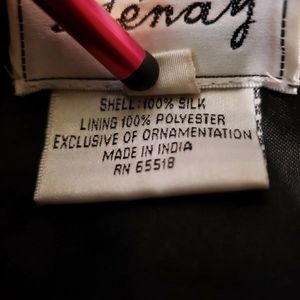 SHELL: 100% SILK
LINING 100% POLYESTER
EXCLUSIVE OF ORNAMENTATION
MADE IN INDIA
RN 65518